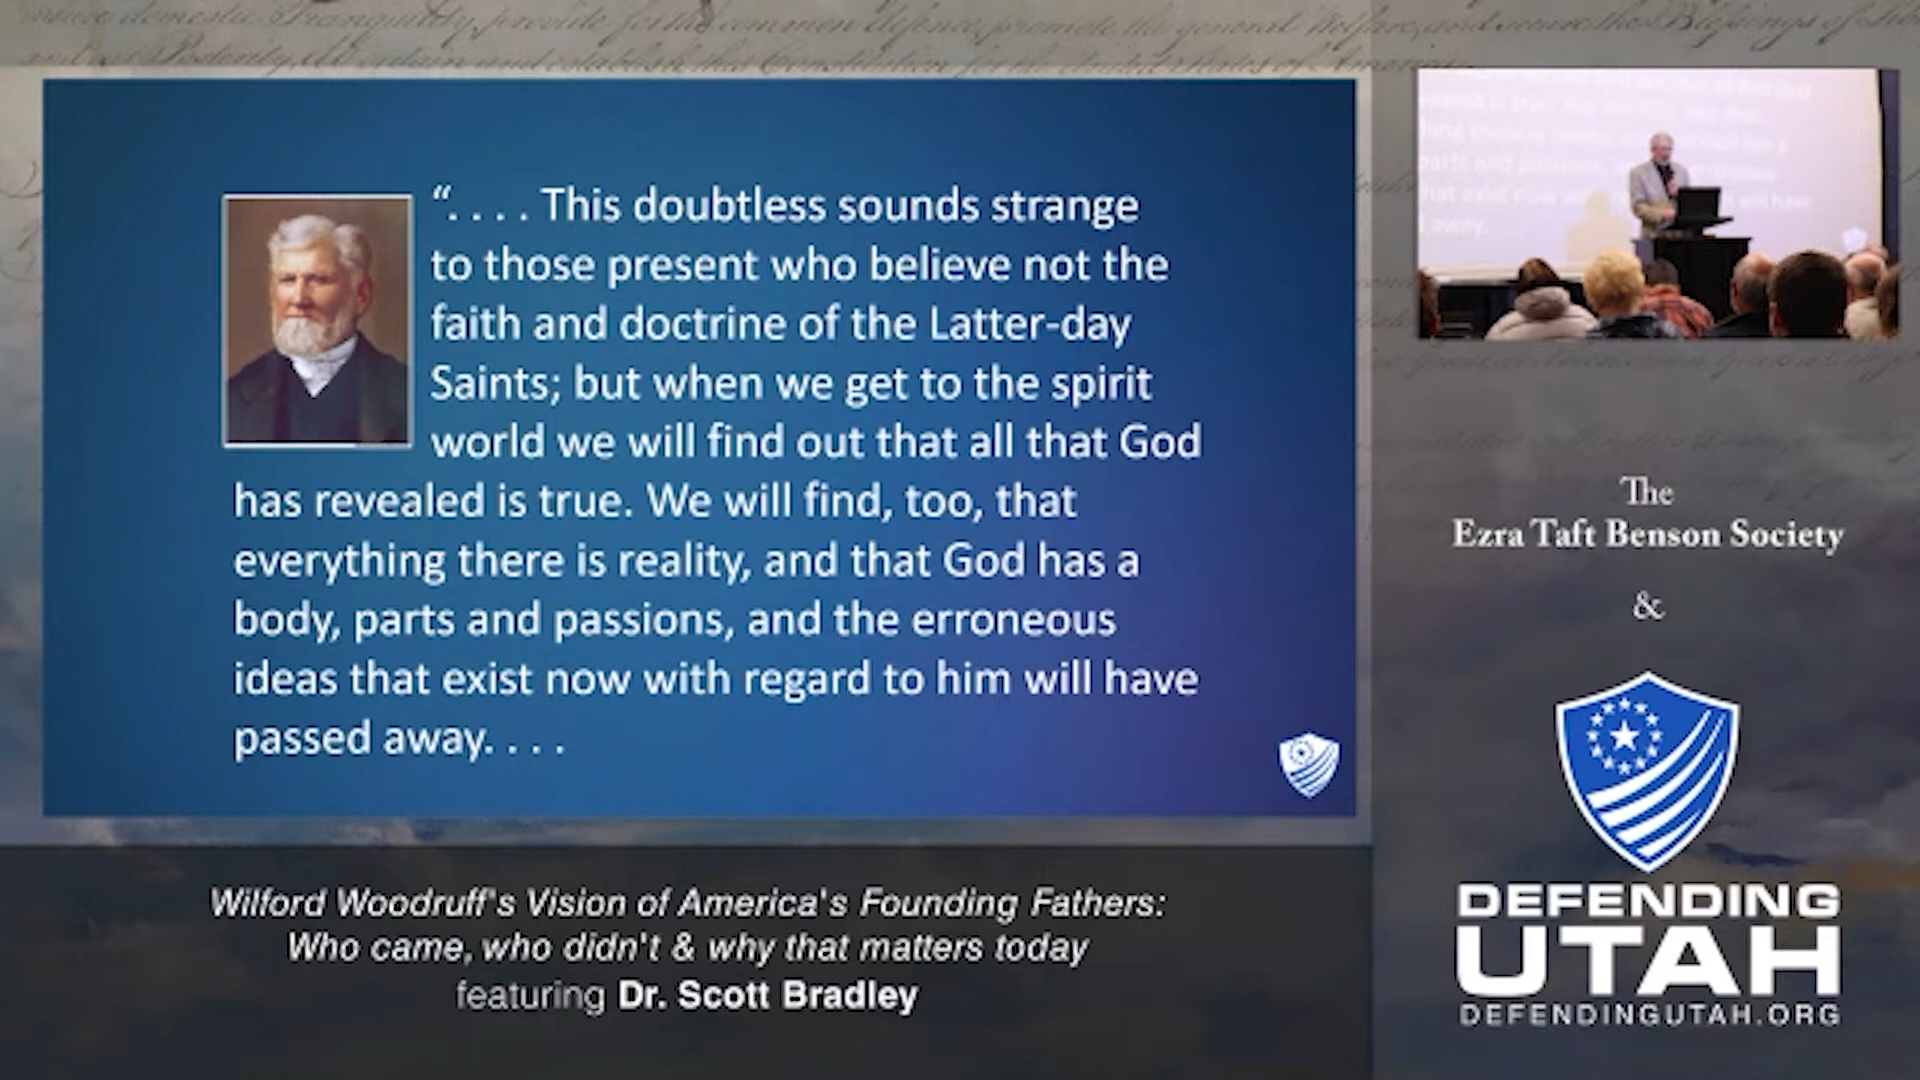 “. . . . This doubtless sounds strange
to those present who believe not the
faith and doctrine of the Latter-day
Saints; but when we get to the spirit
world we will find out that all that God
has revealed is true. We will find, too, that
everything there is reality, and that God has a
body, parts and passions, and the erroneous
ideas that exist now with regard to him will have
passed away. . . .
Wilford Woodruff's Vision of America's Founding Fathers:
Who came, who didn't & why that matters today
featuring Dr. Scott Bradley
The
Ezra Taft Benson Society
&
DEFENDING
UTAH
DEFENDINGUTAH.ORG